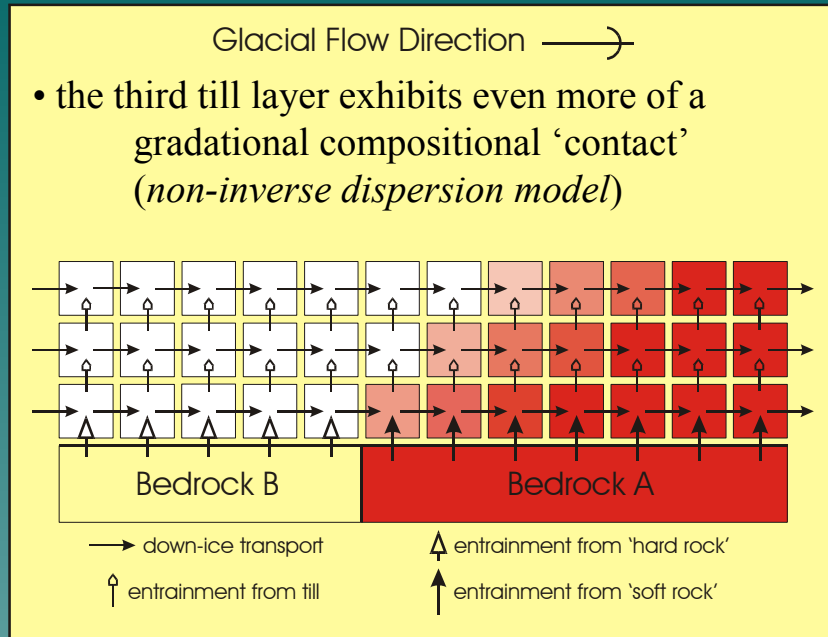 Glacial Flow Direction
• the third till layer exhibits even more of a
gradational compositional ‘contact’
(non-inverse dispersion model)
Bedrock B
Bedrock A
down-ice transport
entrainment from ‘hard rock’
entrainment from till
entrainment from ‘soft rock’